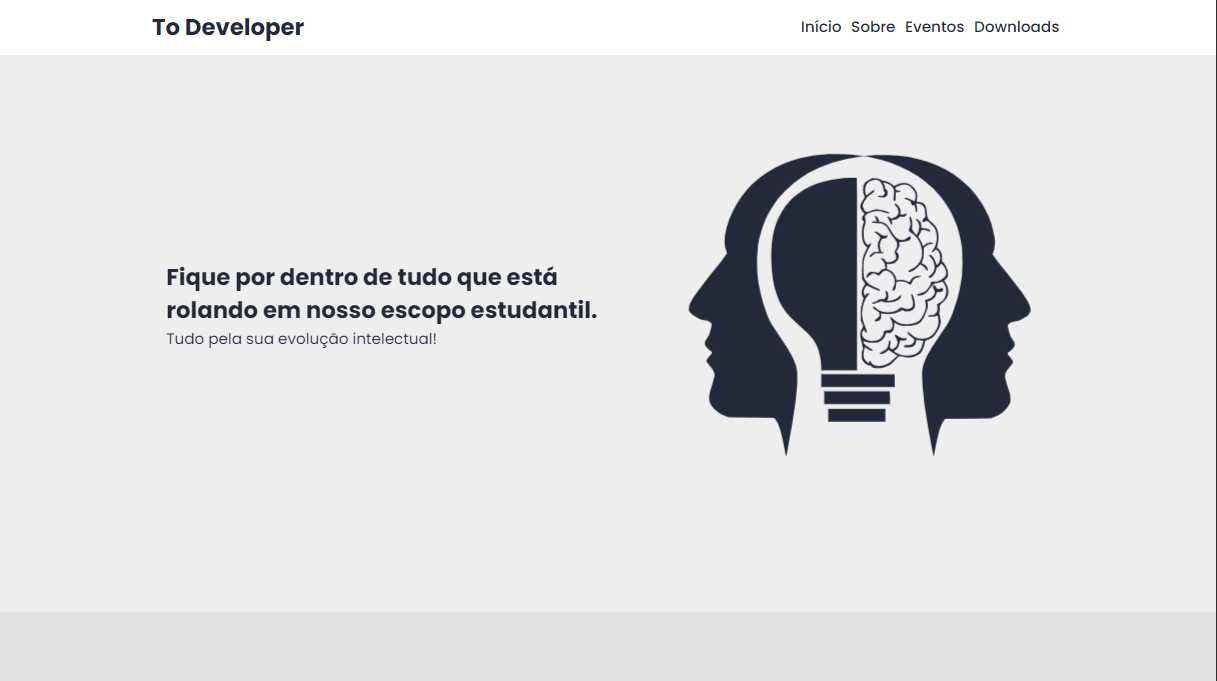 To Developer
Início Sobre Eventos Downloads
Fique por dentro de tudo que está
rolando em nosso escopo estudantil.
Tudo pela sua evolução intelectual!